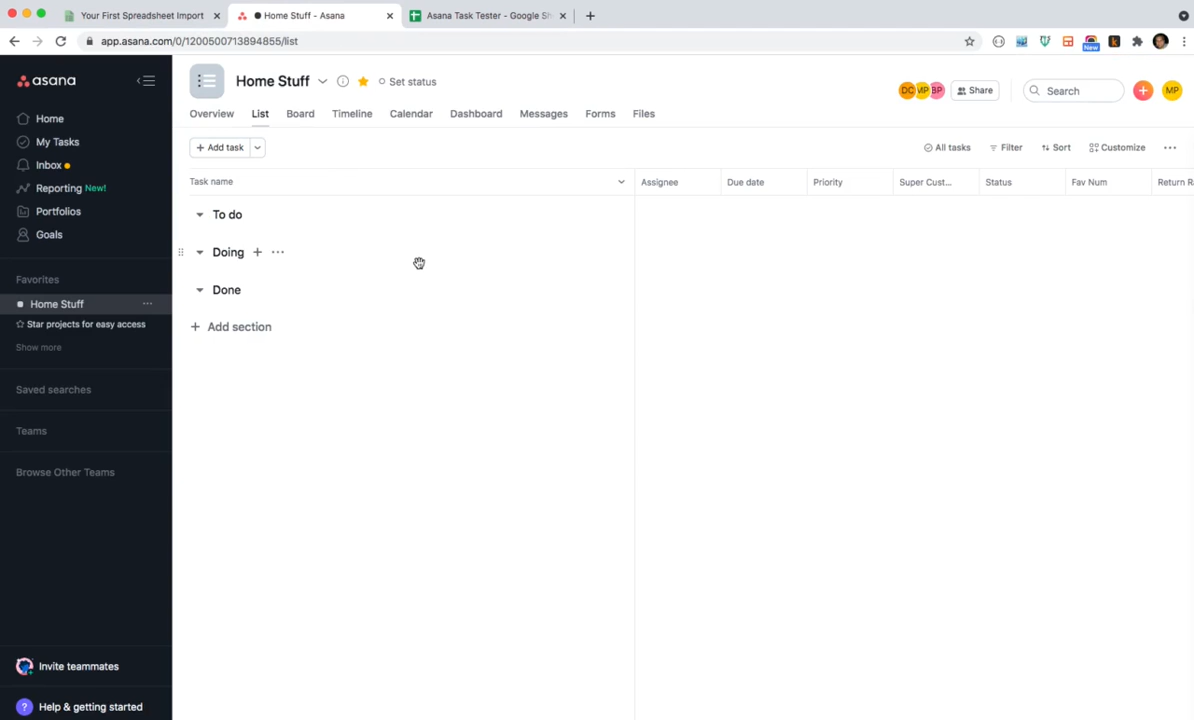 Your First Spreadsheet Import
Home Stuff - Asana
Asana Task Tester - Google Sh
app.asana.com/0/1200500713894855/list
New
asana
Home
My Tasks
Inbox
Reporting New!
Portfolios
Goals
Favorites
Home Stuff
Star projects for easy access
Show more
Saved searches
Teams
Browse Other Teams
Invite teammates
? Help & getting started
Home Stuff
Set status
DC MP BP
Share
Search
MP
Overview List Board Timeline Calendar Dashboard Messages Forms Files
+ Add task
All tasks Filter Sort Customize ...
Task name Assignee Due date Priority Super Cust... Status Fav Num Return R
To do
Doing + ...
Done
+ Add section